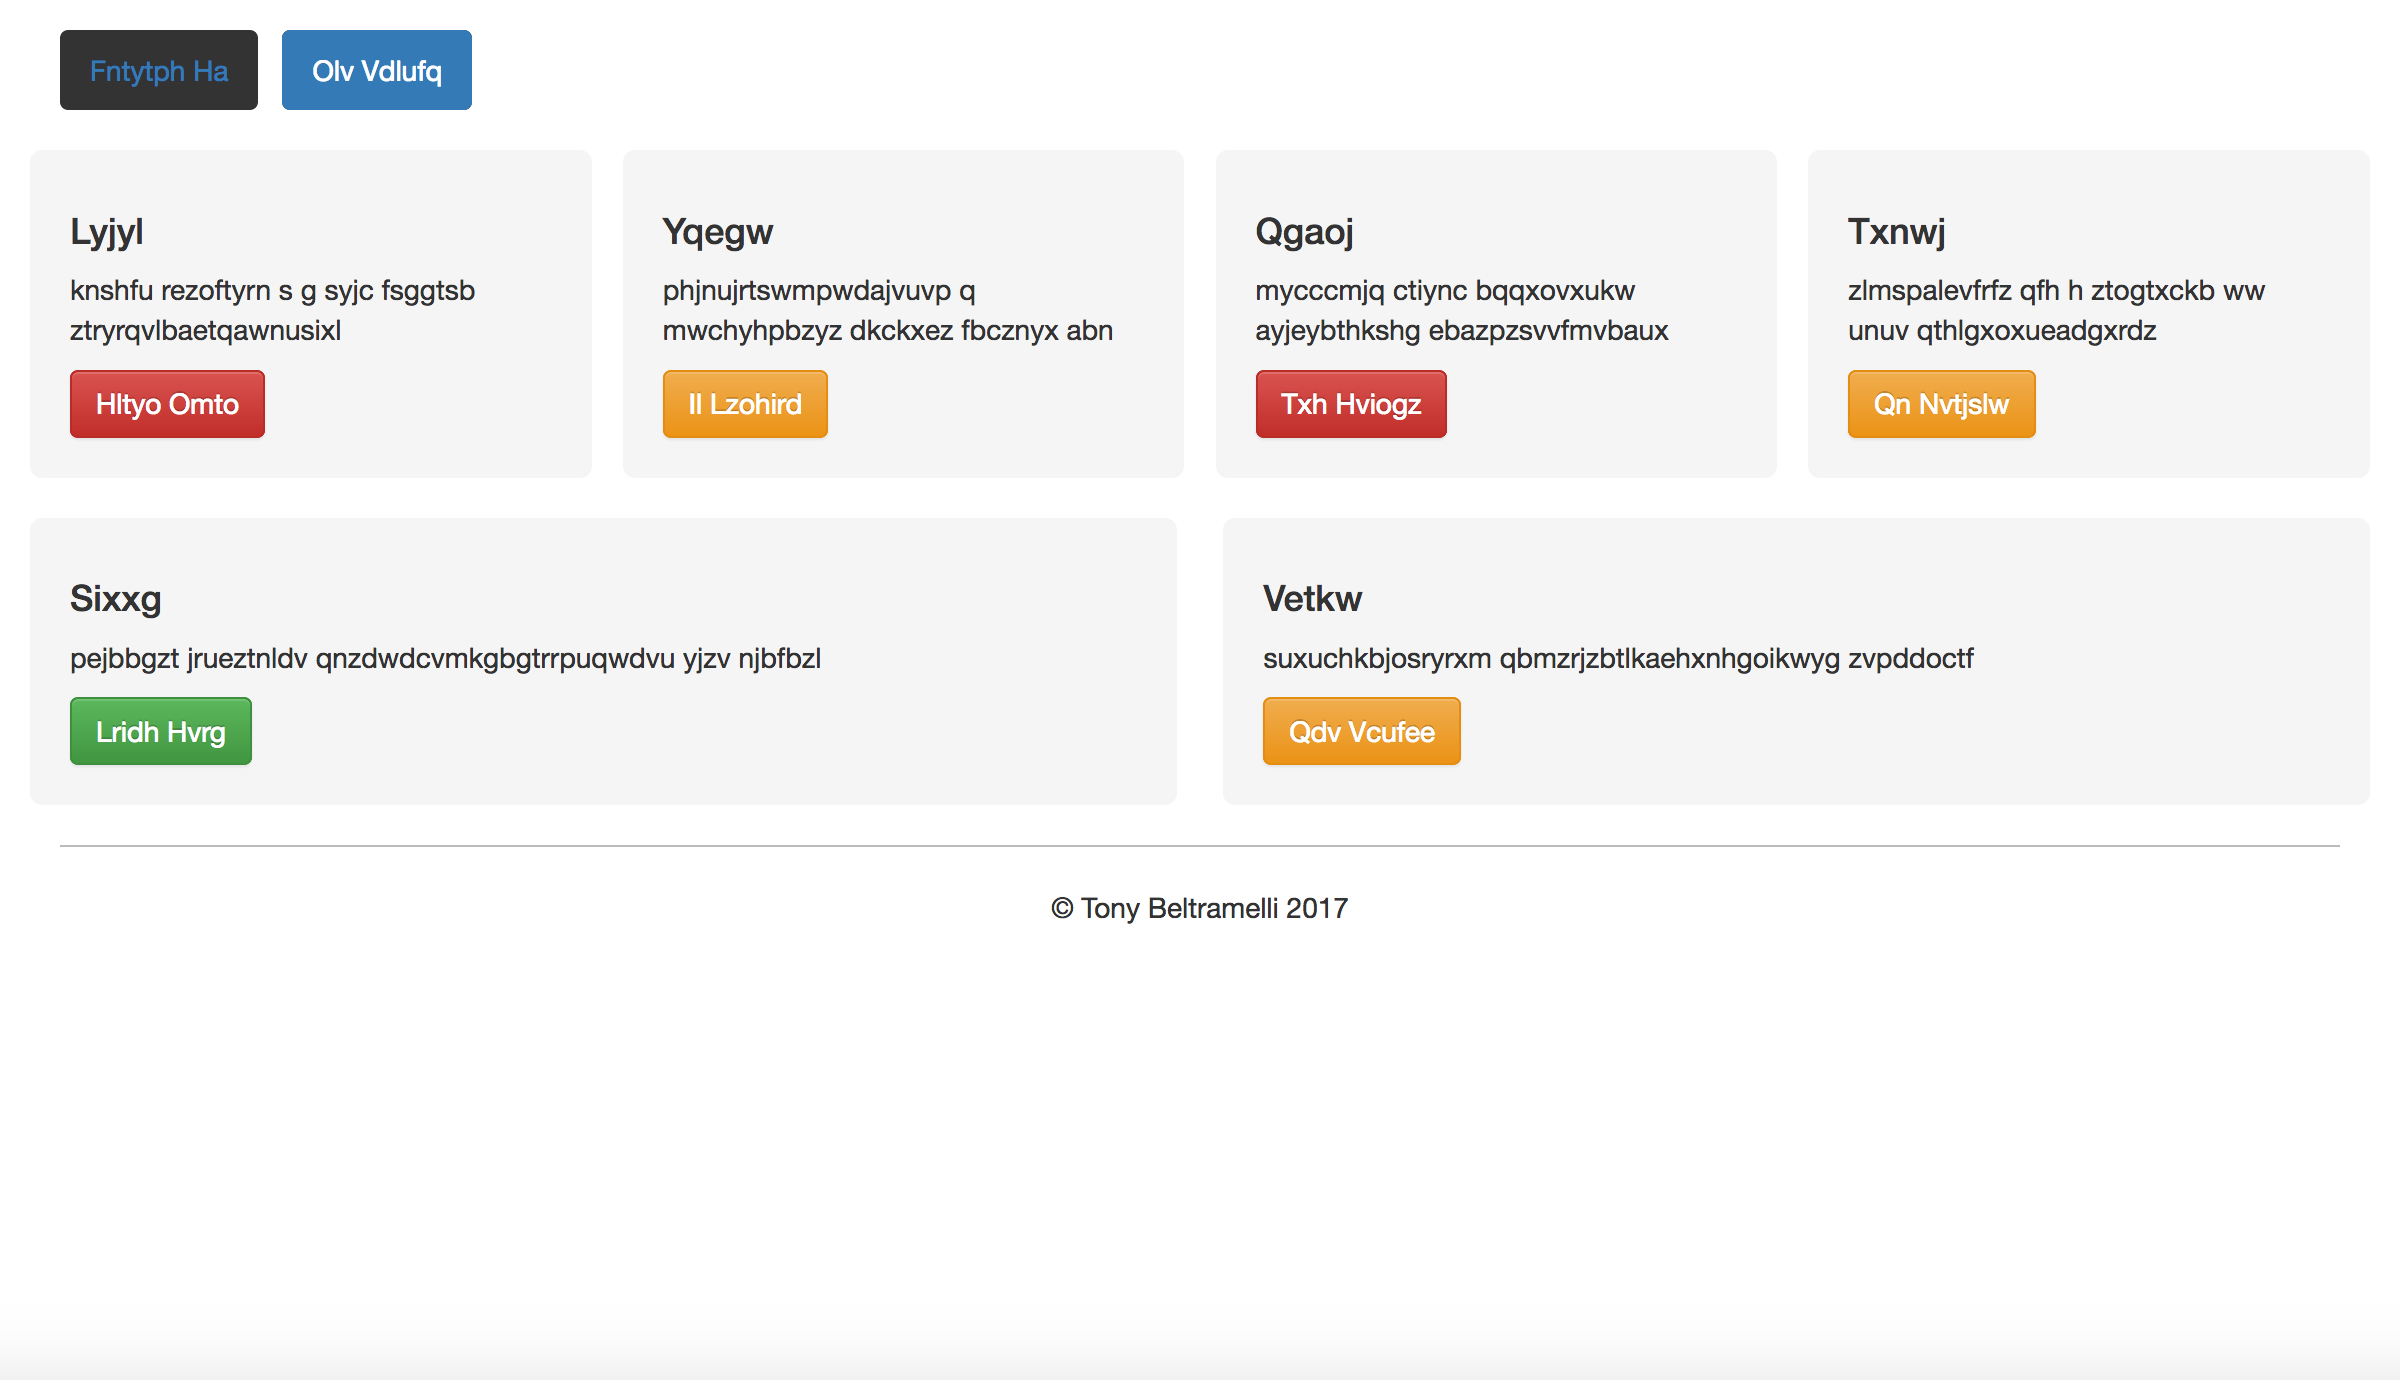 Fntytph Ha
Olv Vdlufq
Lyjyl
knshfu rezoftyrn s g syjc fsggtsb
ztryrqvlbaetqawnusixl
Hltyo Omto
Yqegw
phjnujrtswmpwdajvuvp q
mwchyhpbzyz dkckxez fbcznyx abn
Il Lzohird
Qgaoj
mycccmjq ctiync bqqxovxukw
ayjeybthkshg ebazpzsvvfmvbaux
Txh Hviogz
Txnwj
zlmspalevfrfz qfh h ztogtxckb ww
unuv qthlgxoxueadgxrdz
Qn Nvtjslw
Sixxg
pejbbgzt jrueztnldv qnzdwdcvmkgbgtrrpuqwdvu yjzv njbfbzl
Lridh Hvrg
Vetkw
suxuchkbjosryrxm qbmzrjzbtlkaehxnhgoikwyg zvpddoctf
Qdv Vcufee
© Tony Beltramelli 2017